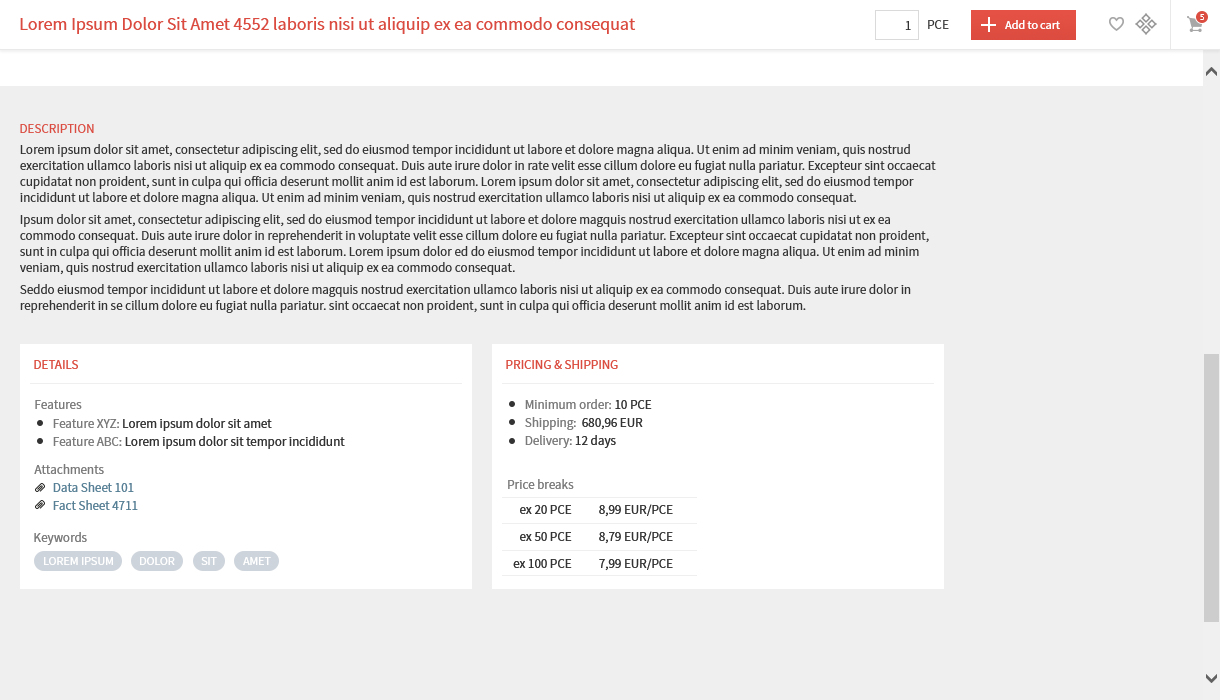 Lorem Ipsum Dolor Sit Amet 4552 laboris nisi ut aliquip ex ea commodo consequat
1 PCE
Add to cart
5
DESCRIPTION
Lorem ipsum dolor sit amet, consectetur adipiscing elit, sed do eiusmod tempor incididunt ut labore et dolore magna aliqua. Ut enim ad minim veniam, quis nostrud
exercitation ullamco laboris nisi ut aliquip ex ea commodo consequat. Duis aute irure dolor in rate velit esse cillum dolore eu fugiat nulla pariatur. Excepteur sint occaecat
cupidatat non proident, sunt in culpa qui officia deserunt mollit anim id est laborum. Lorem ipsum dolor sit amet, consectetur adipiscing elit, sed do eiusmod tempor
incididunt ut labore et dolore magna aliqua. Ut enim ad minim veniam, quis nostrud exercitation ullamco laboris nisi ut aliquip ex ea commodo consequat.
Ipsum dolor sit amet, consectetur adipiscing elit, sed do eiusmod tempor incididunt ut labore et dolore magquis nostrud exercitation ullamco laboris nisi ut ex ea
commodo consequat. Duis aute irure dolor in reprehenderit in voluptate velit esse cillum dolore eu fugiat nulla pariatur. Excepteur sint occaecat cupidatat non proident,
sunt in culpa qui officia deserunt mollit anim id est laborum. Lorem ipsum dolor ed do eiusmod tempor incididunt ut labore et dolore magna aliqua. Ut enim ad minim
veniam, quis nostrud exercitation ullamco laboris nisi ut aliquip ex ea commodo consequat.
Seddo eiusmod tempor incididunt ut labore et dolore magquis nostrud exercitation ullamco laboris nisi ut aliquip ex ea commodo consequat. Duis aute irure dolor in
reprehenderit in se cillum dolore eu fugiat nulla pariatur. sint occaecat non proident, sunt in culpa qui officia deserunt mollit anim id est laborum.
DETAILS
Features
Feature XYZ: Lorem ipsum dolor sit amet
Feature ABC: Lorem ipsum dolor sit tempor incididunt
Attachments
Data Sheet 101
Fact Sheet 4711
Keywords
LOREM IPSUM DOLOR SIT AMET
PRICING & SHIPPING
Minimum order: 10 PCE
Shipping: 680,96 EUR
Delivery: 12 days
Price breaks
ex 20 PCE 8,99 EUR/PCE
ex 50 PCE 8,79 EUR/PCE
ex 100 PCE 7,99 EUR/PCE